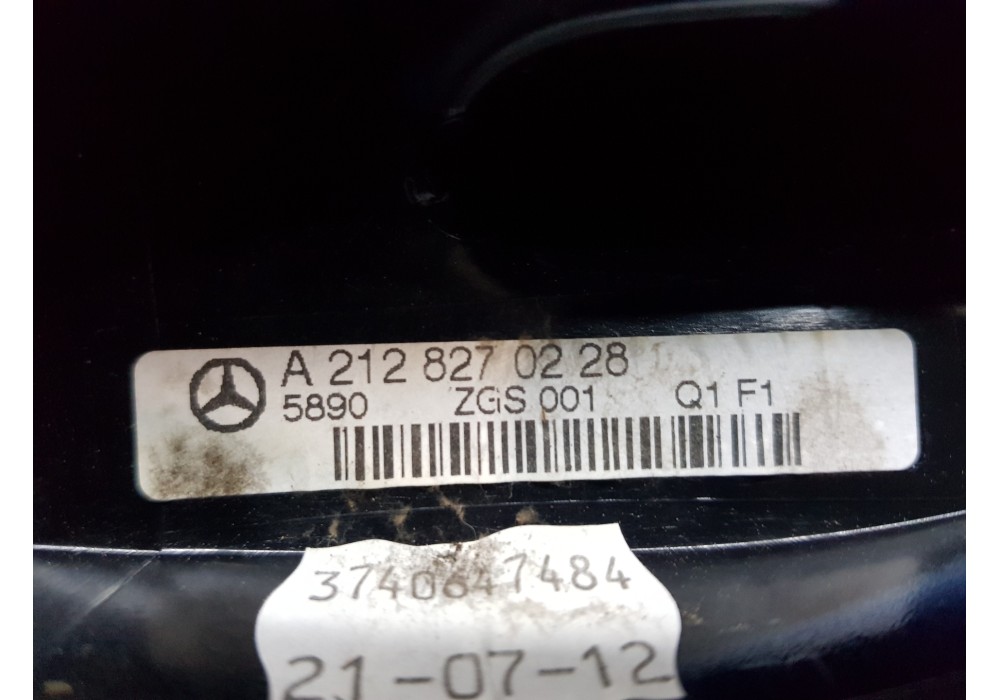 A 212 827 02 28
5890 ZGS 001 Q1 F1
3740647484
21-07-12